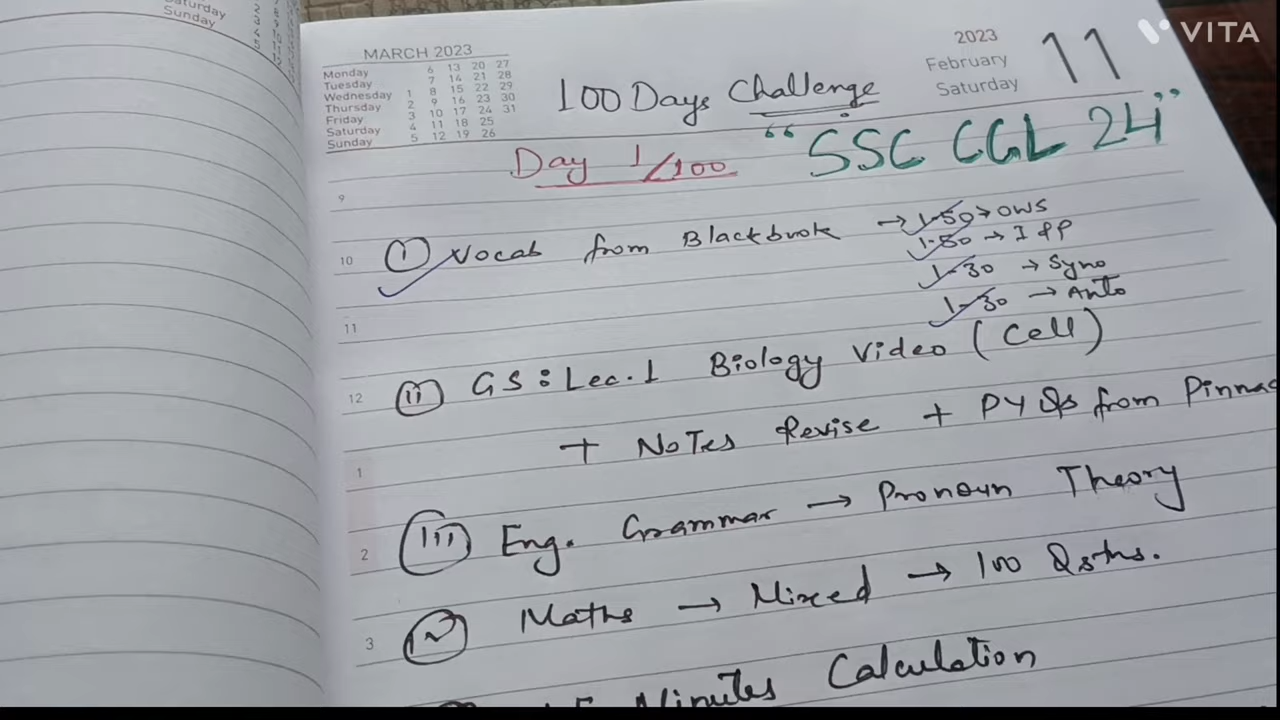 Saturday
Sunday
VITA
MARCH 2023
Monday 6 13 20 27
Tuesday 7 14 21 28
Wednesday 1 8 15 22 29
Thursday 2 9 16 23 30
Friday 3 10 17 24 31
Saturday 4 11 18 25
Sunday 5 12 19 26
2023
February
Saturday
11
100 Days Challenge
"SSC CGL 24"
Day 1/100
9
10 (i) Vocab from Blackbook → 1-50 → OWS
1-50 → I&P
1-30 → Syno
1-30 → Anto
11
12 (ii) GS: Lec. 1 Biology Video (Cell)
+ Notes Revise + PYQs from Pinnac
1
2 (iii) Eng. Grammar → Pronoun Theory
3 (iv) Maths → Mixed → 100 Qsths.
Minutes Calculation